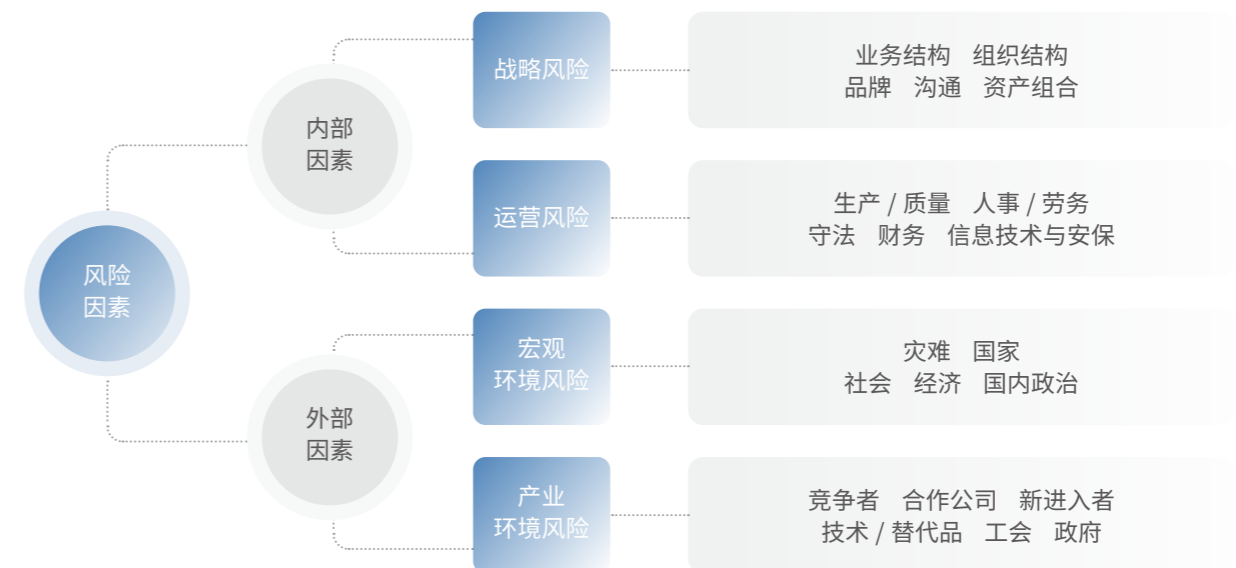 风险
因素
内部
因素
战略风险
业务结构 组织结构
品牌 沟通 资产组合
运营风险
生产 / 质量 人事 / 劳务
守法 财务 信息技术与安保
外部
因素
宏观
环境风险
灾难 国家
社会 经济 国内政治
产业
环境风险
竞争者 合作公司 新进入者
技术 / 替代品 工会 政府